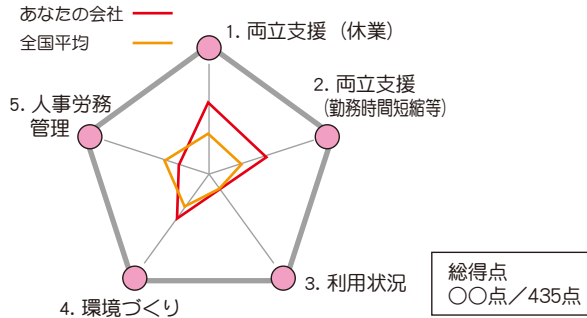 あなたの会社
全国平均
1. 両立支援（休業）
2. 両立支援
(勤務時間短縮等)
5. 人事労務
管理
3. 利用状況
4. 環境づくり
総得点
〇〇点／435点